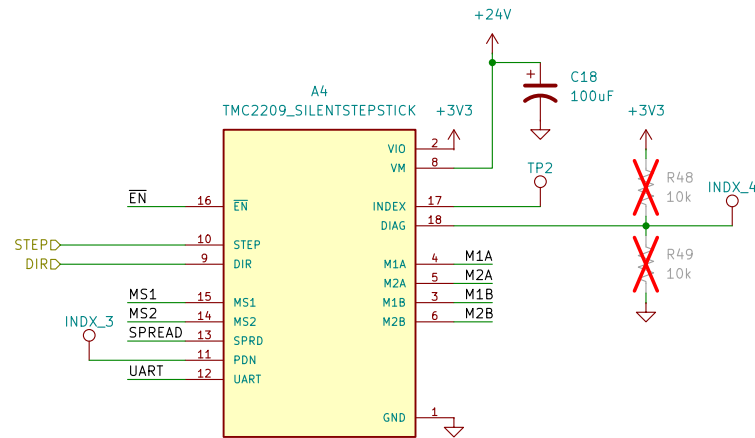 +24V
A4
TMC2209_SILENTSTEPSTICK
+3V3
+
C18
100uF
+3V3
VIO 2
VM 8
TP2
R48
10k
INDX_4
EN 16 EN
INDEX 17
DIAG 18
STEP 10 STEP
DIR 9 DIR
R49
10k
M1A 4 M1A
M2A 5 M2A
MS1 15 MS1
M1B 3 M1B
MS2 14 MS2
M2B 6 M2B
INDX_3
SPREAD 13 SPRD
11 PDN
UART 12 UART
GND 1